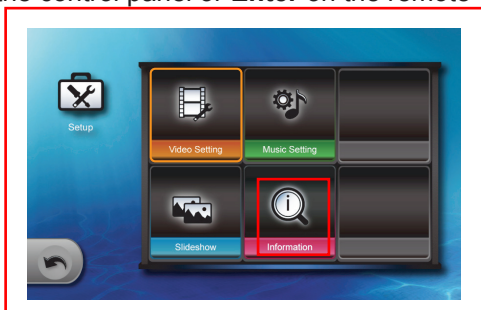 the control panel or Enter on the remote
Setup
Video Setting
Music Setting
Slideshow
Information